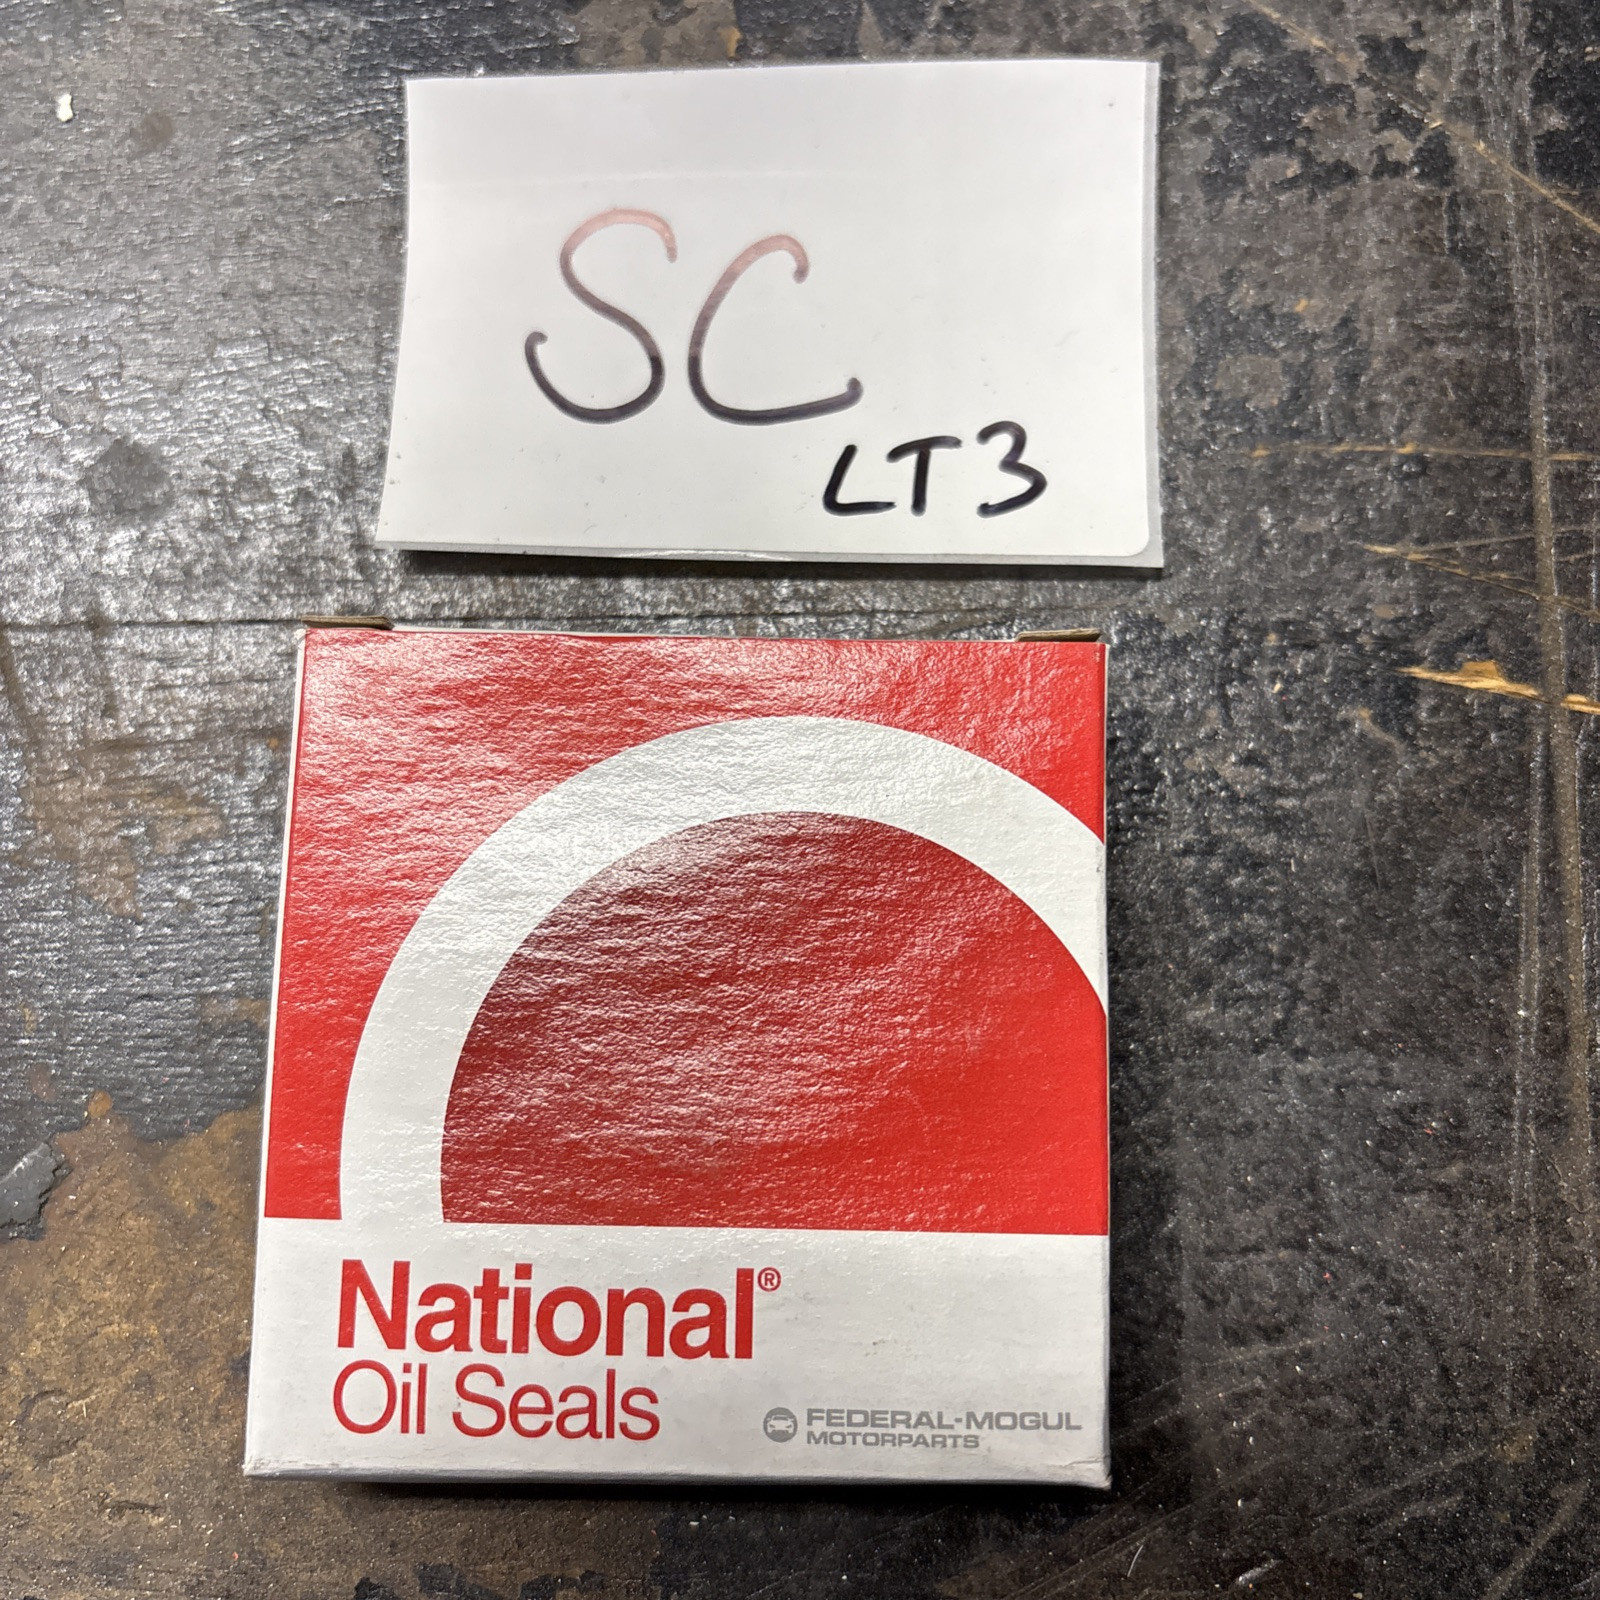 SC
LT3
National®
Oil Seals
FEDERAL-MOGUL
MOTORPARTS